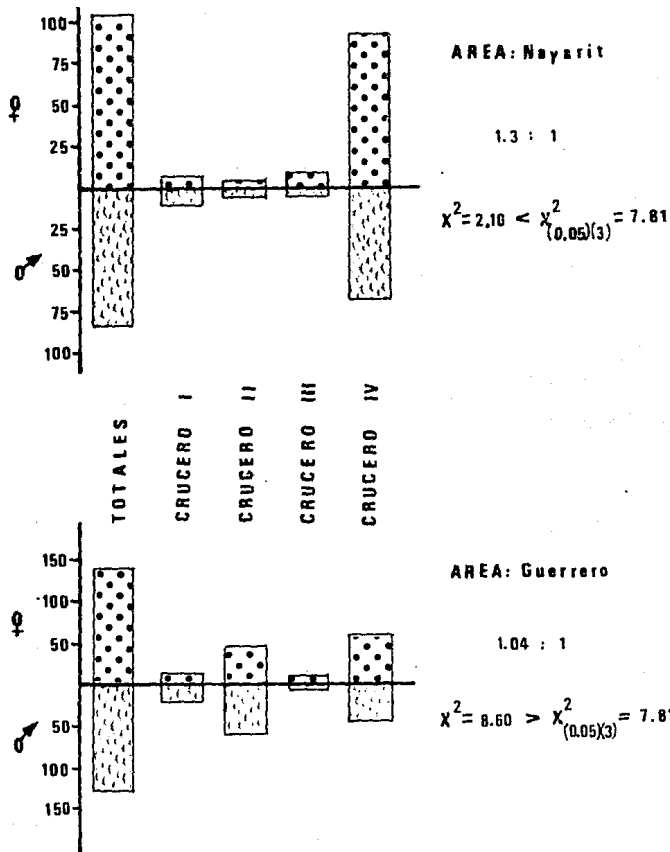 100
75
50
25
♀
25
50
75
100
♂
AREA: Nayarit
1.3 : 1
χ²=2.10 < χ²(0.05)(3) = 7.81
TOTALES
CRUCERO I
CRUCERO II
CRUCERO III
CRUCERO IV
150
100
50
♀
50
100
150
♂
AREA: Guerrero
1.04 : 1
χ²= 8.60 > χ²(0.05)(3) = 7.81